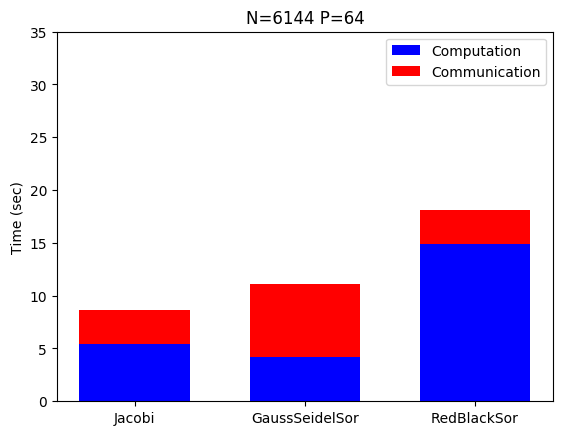 N=6144 P=64
35
30
25
20
15
10
5
0
Time (sec)
Computation
Communication
Jacobi
GaussSeidelSor
RedBlackSor